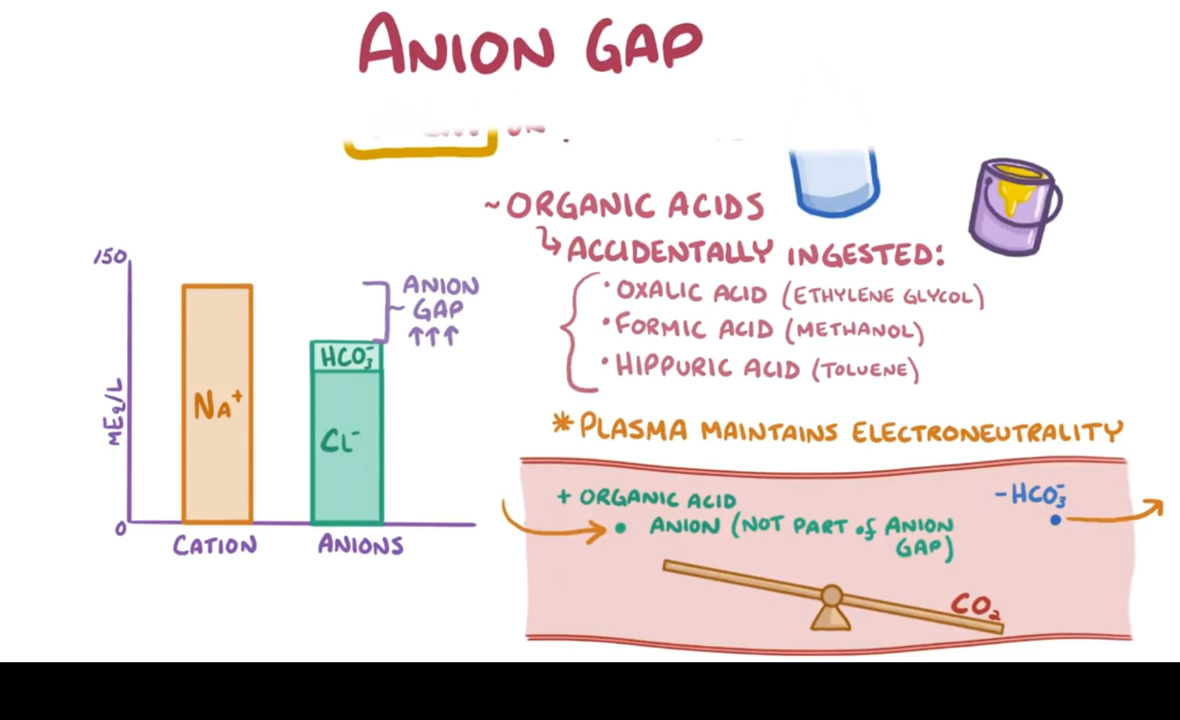 ANION GAP
~ ORGANIC ACIDS
↳ ACCIDENTALLY INGESTED:
• OXALIC ACID (ETHYLENE GLYCOL)
• FORMIC ACID (METHANOL)
• HIPPURIC ACID (TOLUENE)
150
ANION
GAP
↑↑↑
HCO₃⁻
Na⁺
Cl⁻
mEq/L
0
CATION
ANIONS
* PLASMA MAINTAINS ELECTRONEUTRALITY
+ ORGANIC ACID
• ANION (NOT PART of ANION
GAP)
-HCO₃⁻
CO₂